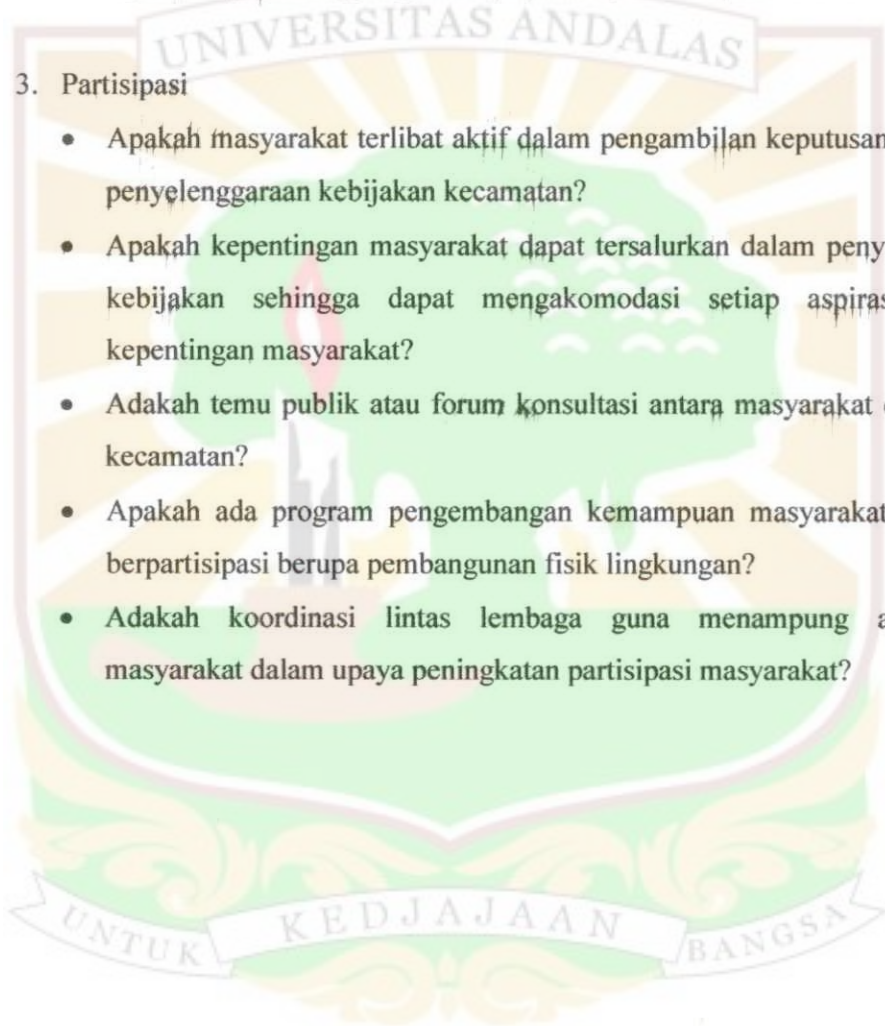 UNIVERSITAS ANDALAS
3. Partisipasi
• Apakah masyarakat terlibat aktif dalam pengambilan keputusan
penyelenggaraan kebijakan kecamatan?
• Apakah kepentingan masyarakat dapat tersalurkan dalam peny
kebijakan sehingga dapat mengakomodasi setiap aspiras
kepentingan masyarakat?
• Adakah temu publik atau forum konsultasi antara masyarakat
kecamatan?
• Apakah ada program pengembangan kemampuan masyarakat
berpartisipasi berupa pembangunan fisik lingkungan?
• Adakah koordinasi lintas lembaga guna menampung a
masyarakat dalam upaya peningkatan partisipasi masyarakat?
UNTUK KEDJAJAAN BANGSA